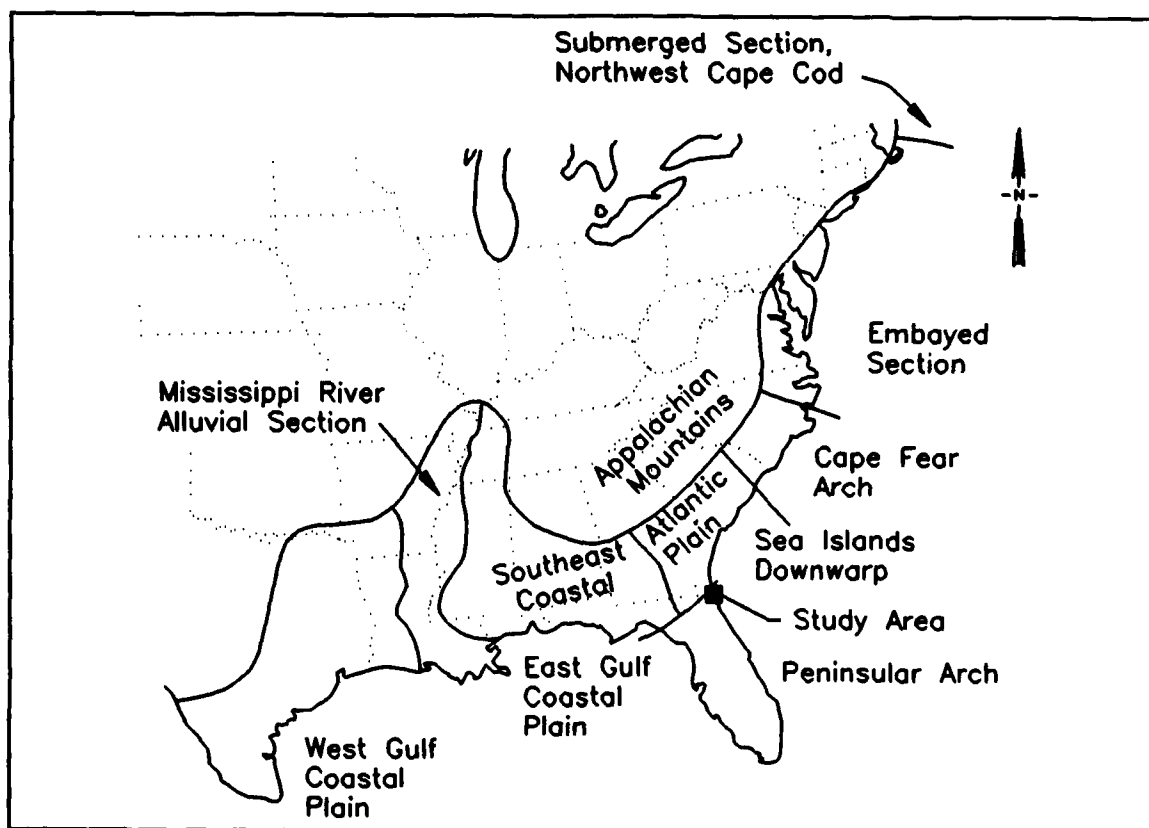 Submerged Section,
Northwest Cape Cod
-N-
Embayed
Section
Mississippi River
Alluvial Section
Appalachian
Mountains
Cape Fear
Arch
Atlantic
Plain
Sea Islands
Downwarp
Southeast
Coastal
Study Area
East Gulf
Coastal
Plain
Peninsular Arch
West Gulf
Coastal
Plain